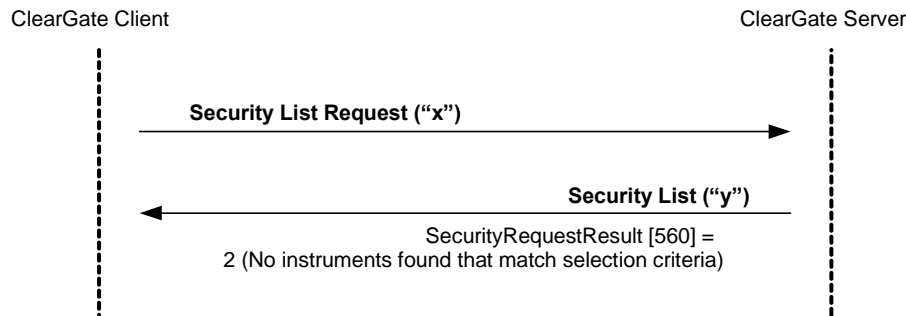 ClearGate Client
ClearGate Server
Security List Request (“x”)
Security List (“y”)
SecurityRequestResult [560] =
2 (No instruments found that match selection criteria)